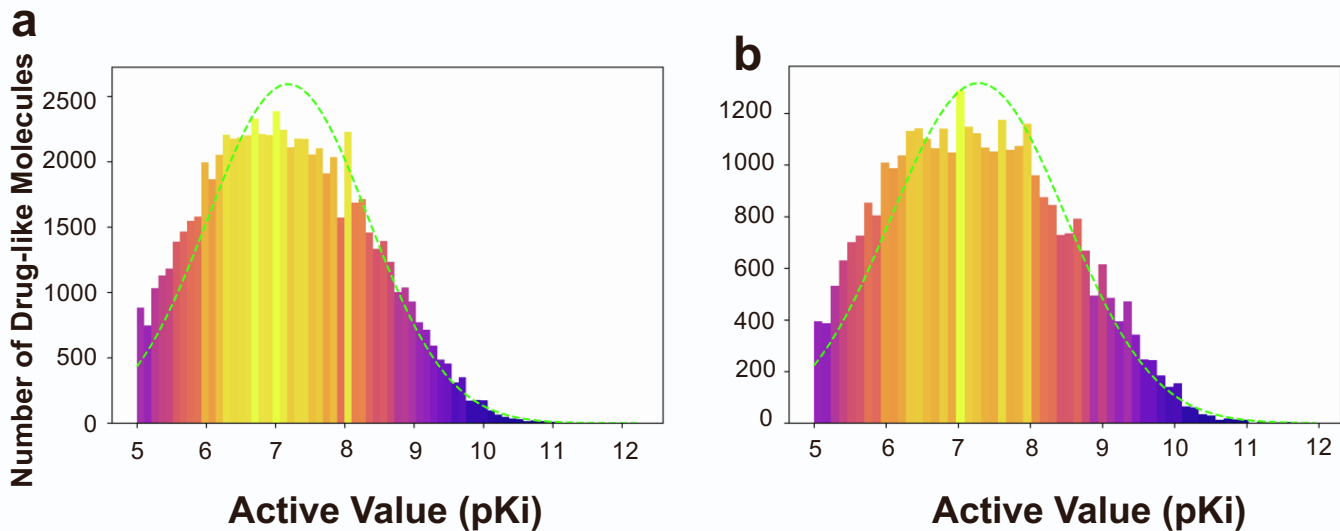 a
Number of Drug-like Molecules
2500
2000
1500
1000
500
0
5 6 7 8 9 10 11 12
Active Value (pKi)
b
1200
1000
800
600
400
200
0
5 6 7 8 9 10 11 12
Active Value (pKi)